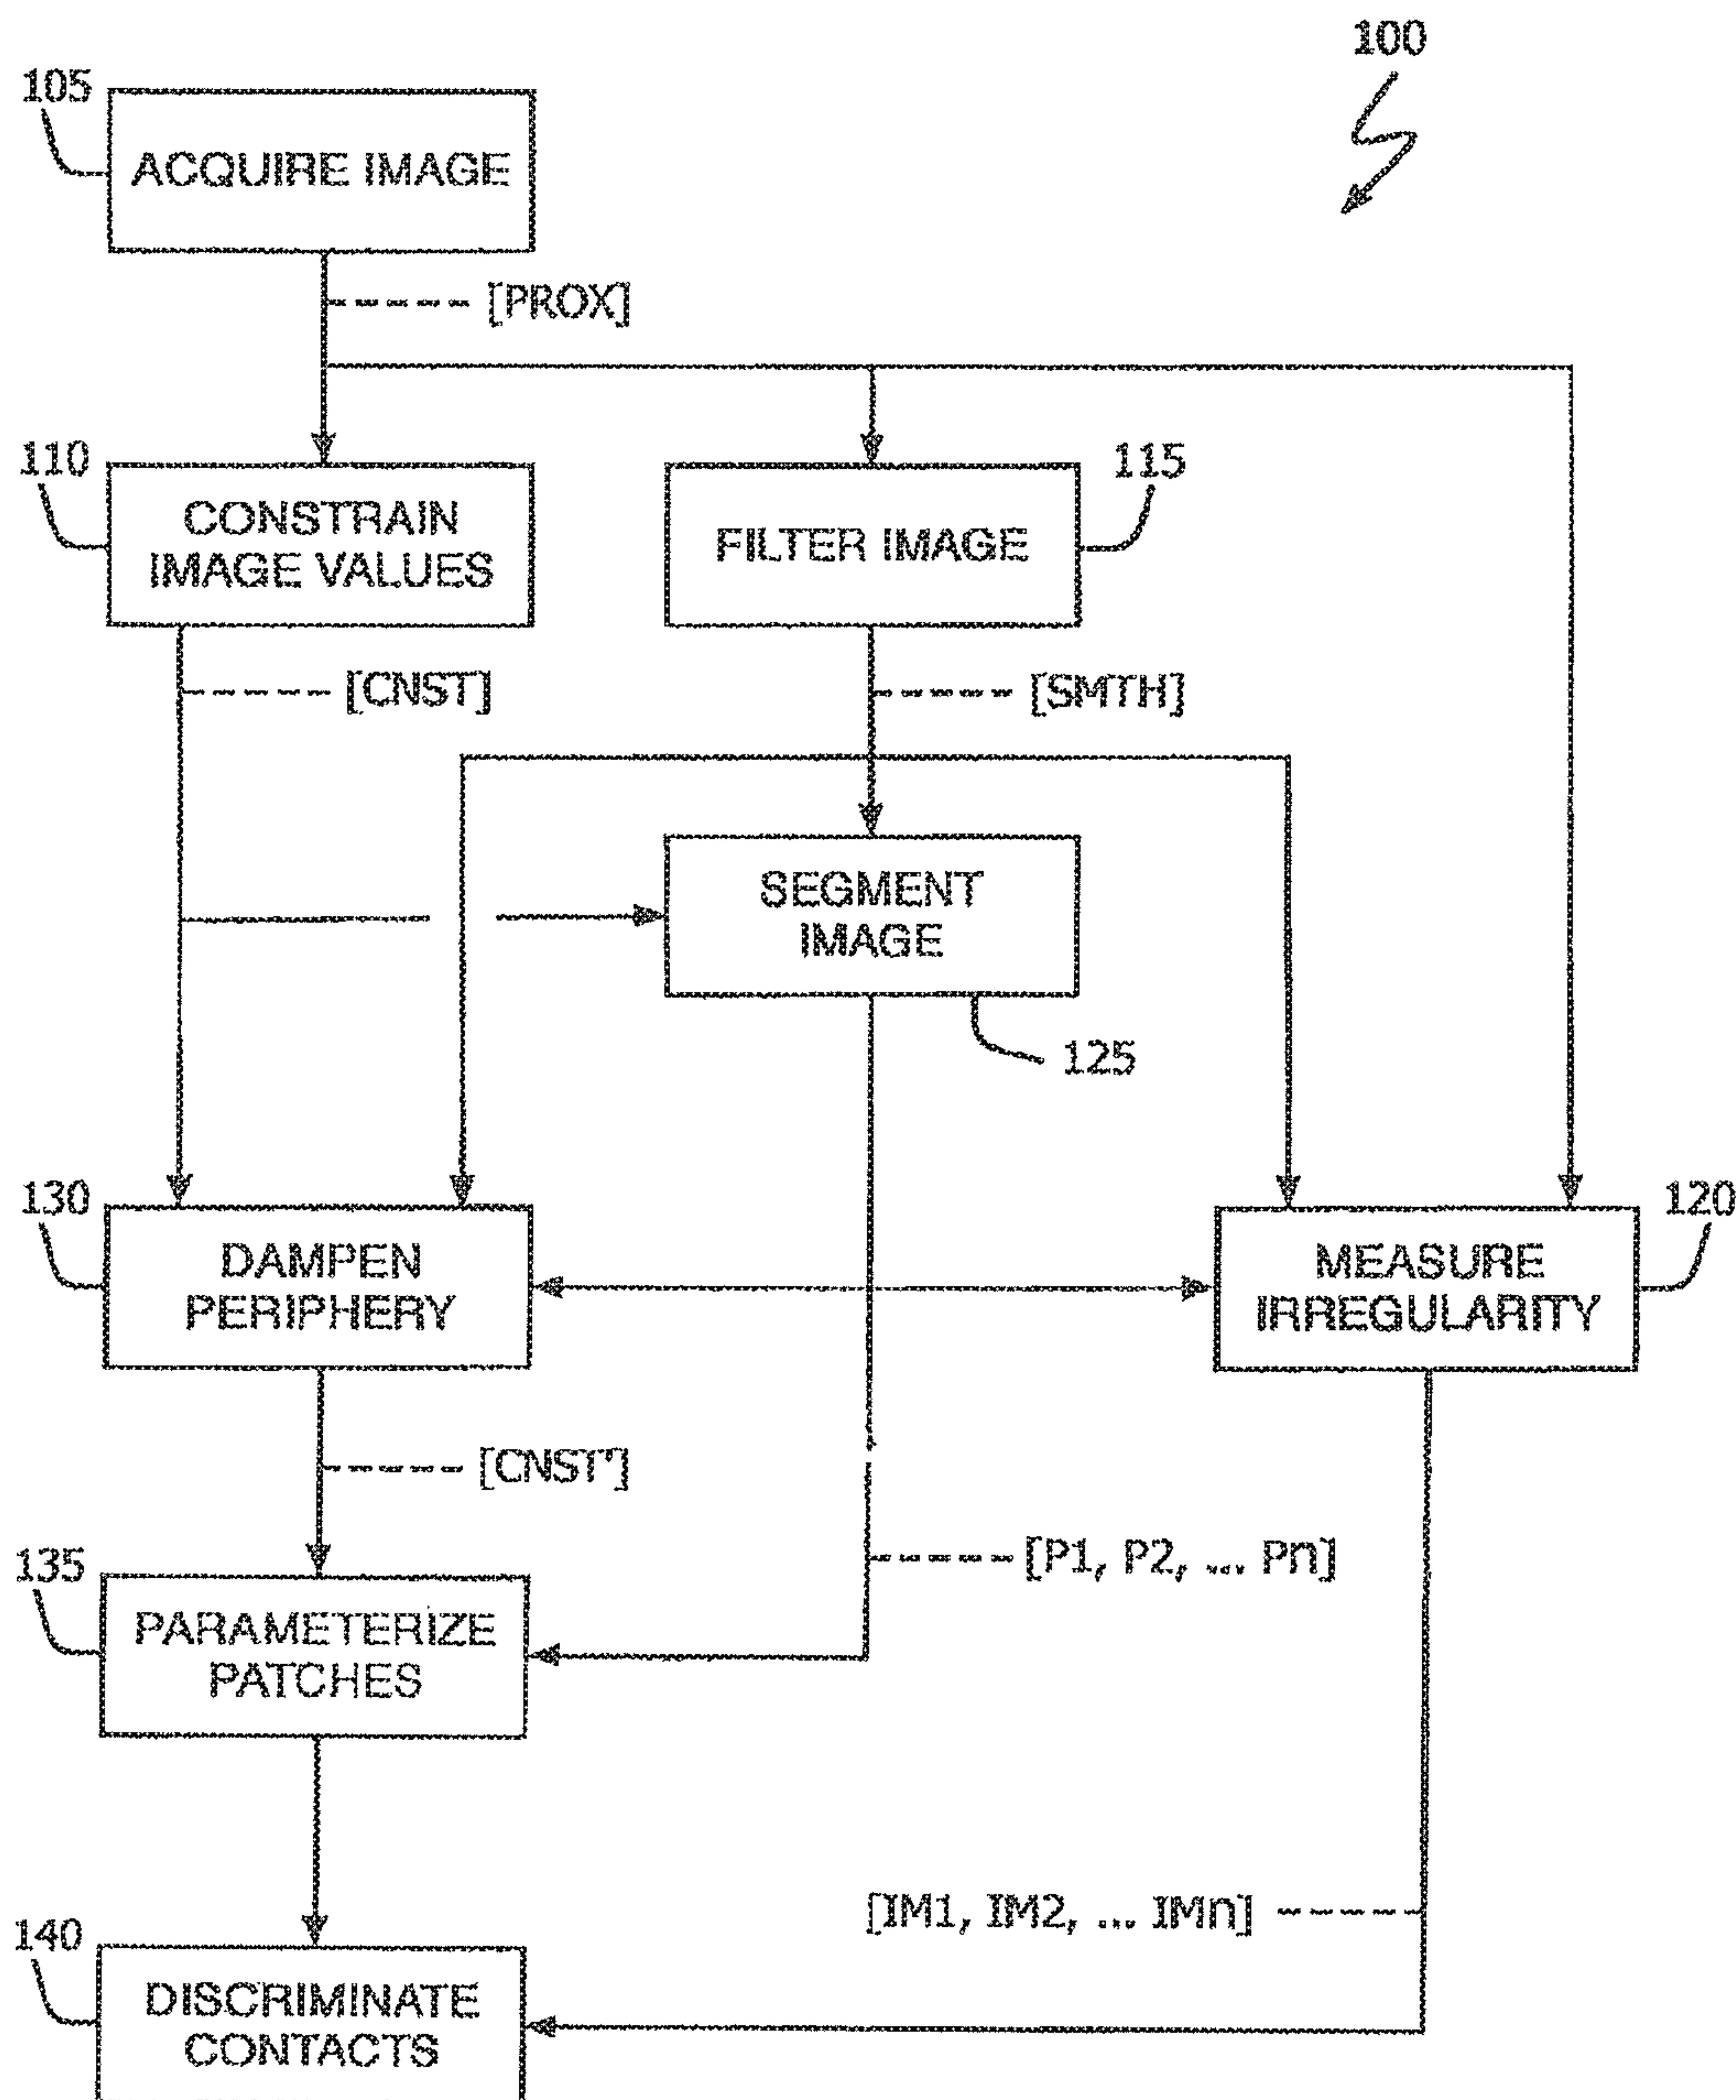 100
105
ACQUIRE IMAGE
[PROX]
110
CONSTRAIN
IMAGE VALUES
FILTER IMAGE
115
[CNST]
[SMTH]
SEGMENT
IMAGE
125
130
DAMPEN
PERIPHERY
MEASURE
IRREGULARITY
120
[CNST']
[P1, P2, ... Pn]
135
PARAMETERIZE
PATCHES
[IM1, IM2, ... IMn]
140
DISCRIMINATE
CONTACTS